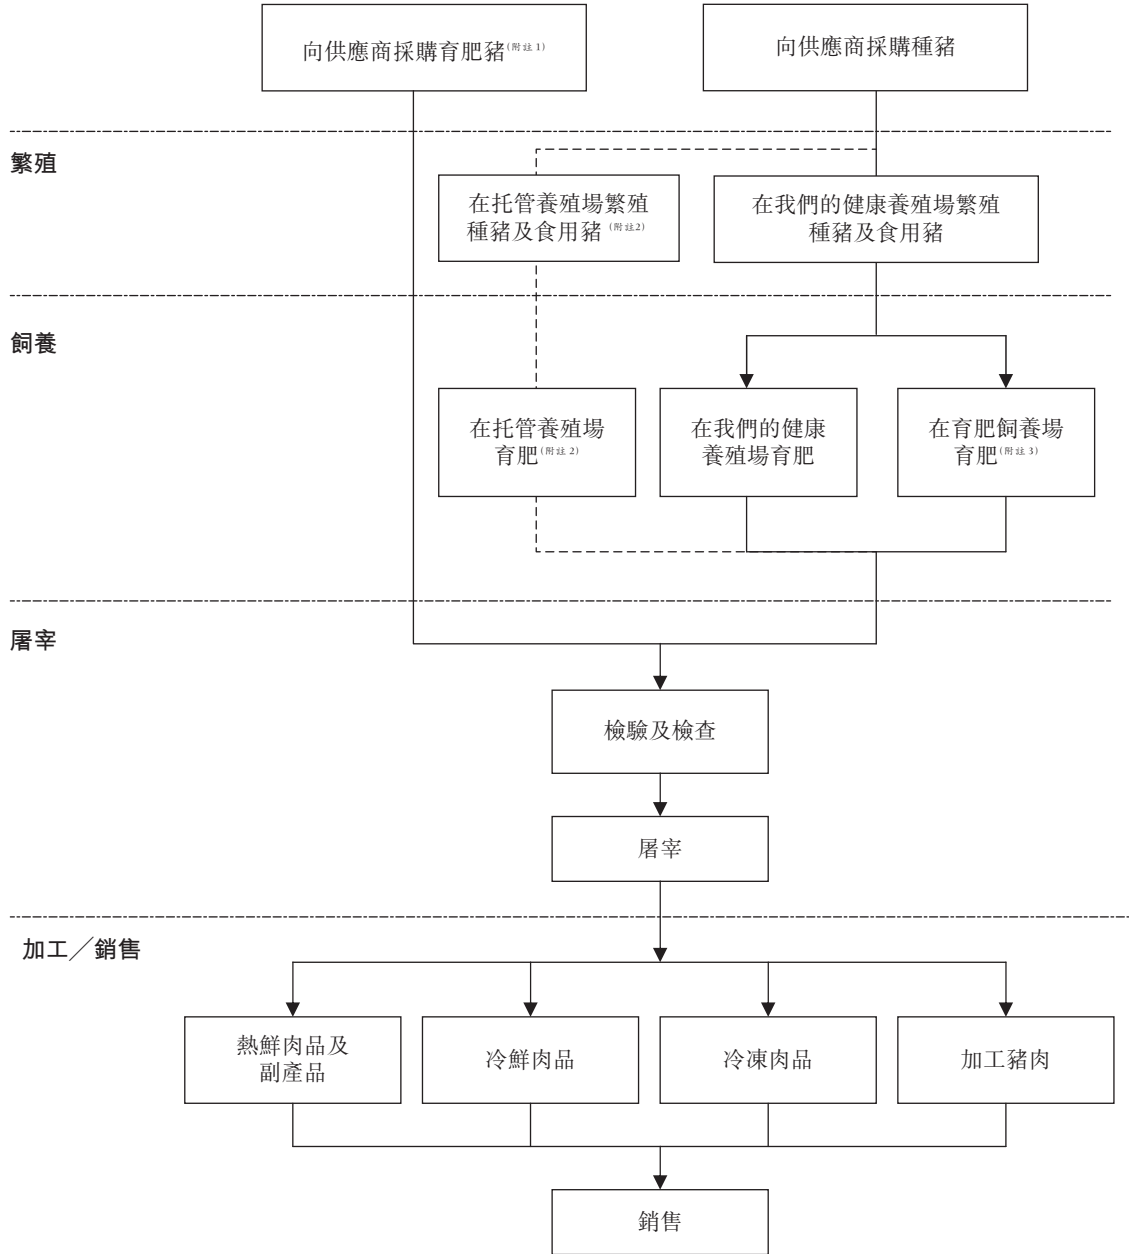 向供應商採購育肥豬(附註1)
向供應商採購種豬
繁殖
在托管養殖場繁殖
種豬及食用豬(附註2)
在我們的健康養殖場繁殖
種豬及食用豬
飼養
在托管養殖場
育肥(附註2)
在我們的健康
養殖場育肥
在育肥飼養場
育肥(附註3)
屠宰
檢驗及檢查
屠宰
加工／銷售
熱鮮肉品及
副產品
冷鮮肉品
冷凍肉品
加工豬肉
銷售